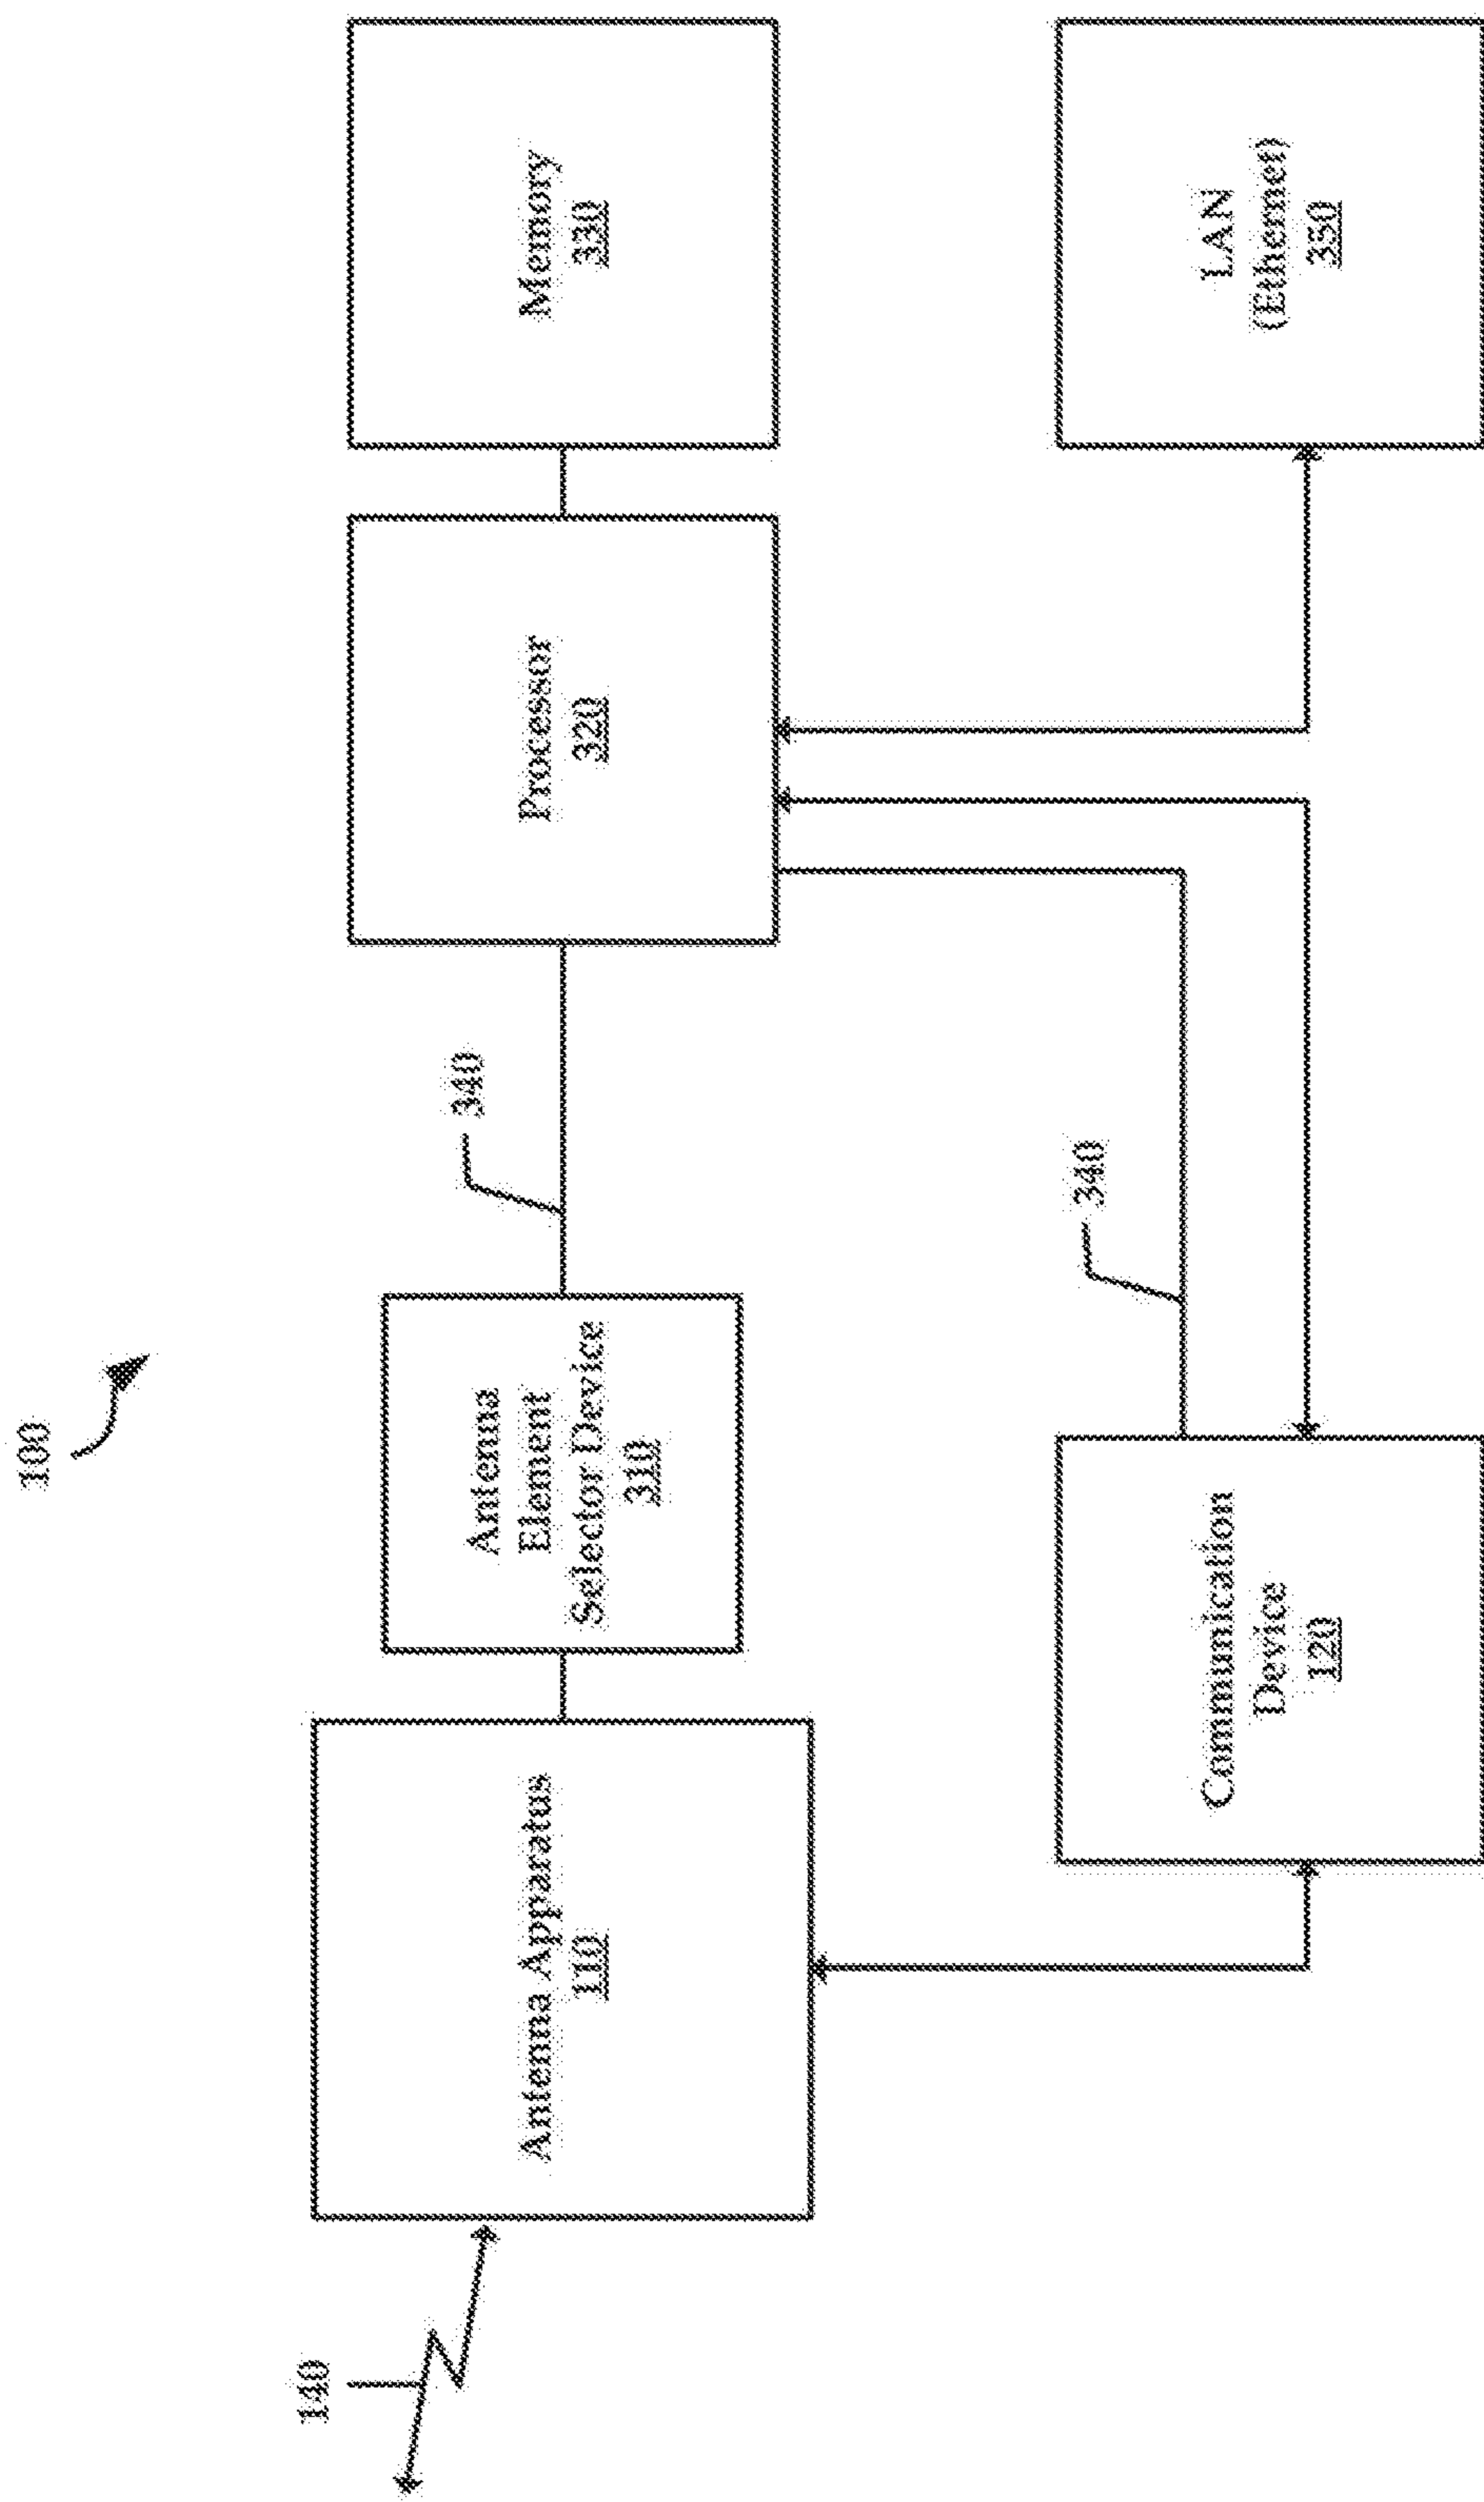 100
140
Antenna Apparatus
110
Antenna
Element
Selector Device
310
340
Processor
320
Memory
330
Communication
Device
120
340
LAN
(Ethernet)
350